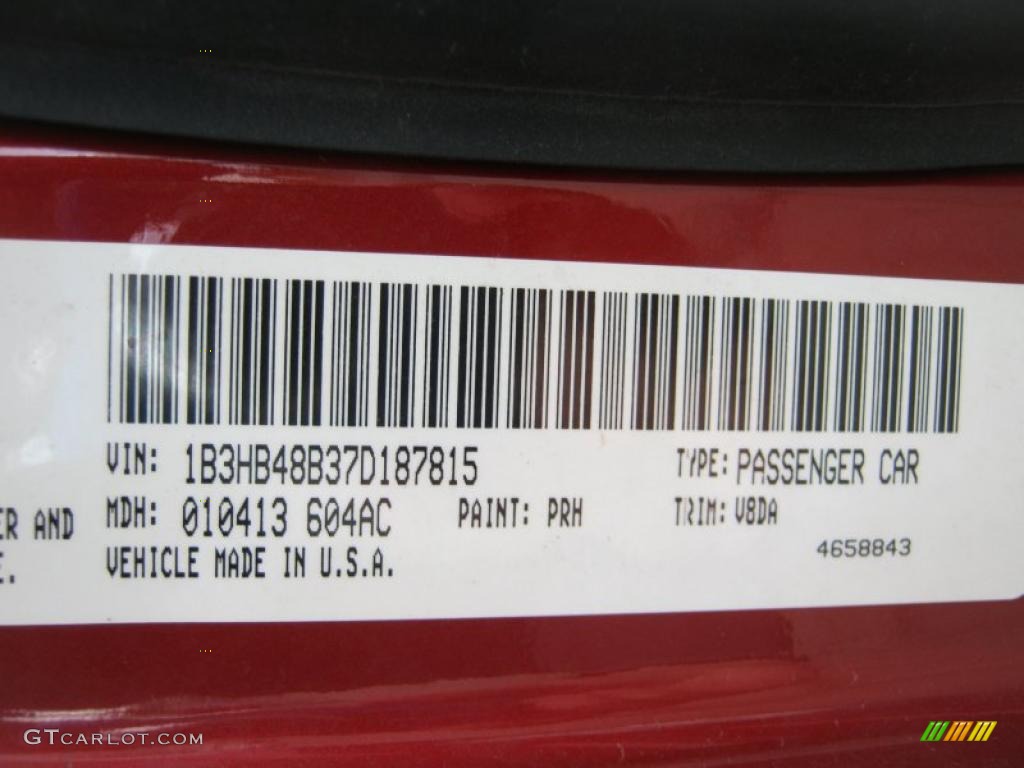 VIN: 1B3HB48B37D187815 TYPE: PASSENGER CAR
ER AND MDH: 010413 604AC PAINT: PRH TRIM: V8DA
E. VEHICLE MADE IN U.S.A. 4658843
GTCARLOT.COM